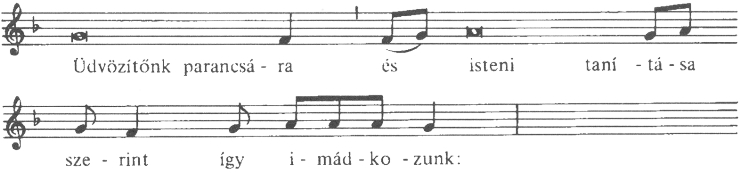 Üdvözítőnk parancsá - ra és isteni taní - tá - sa
sze - rint így i - mád - ko - zunk: